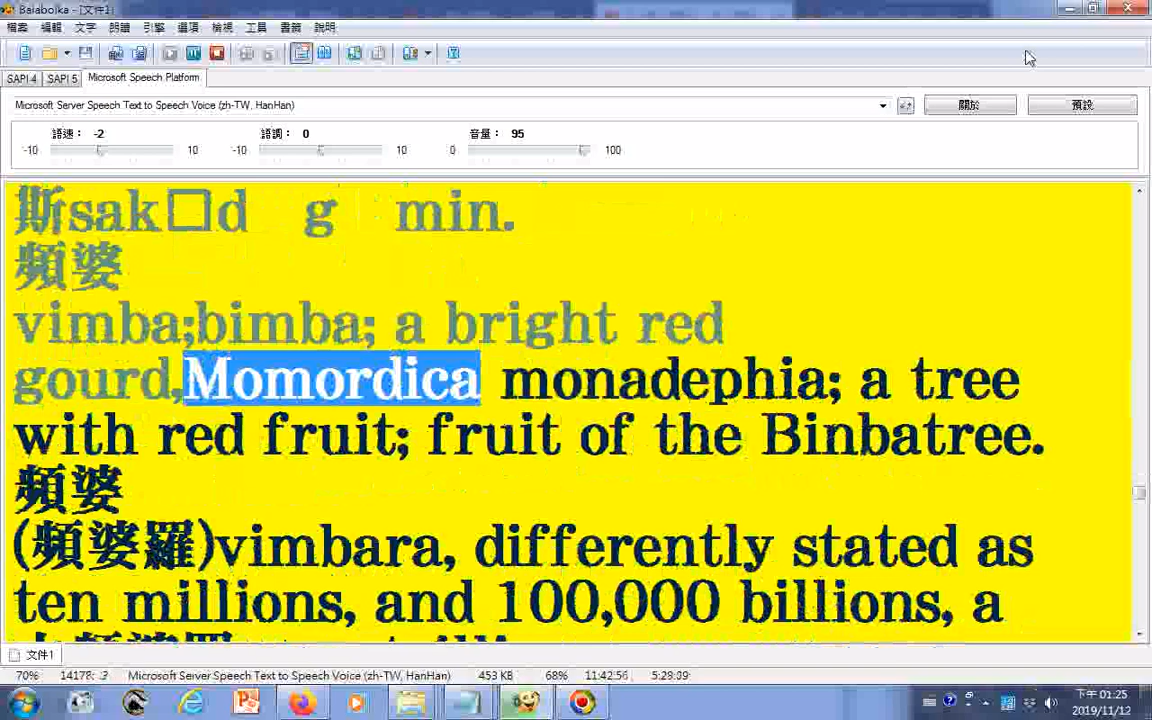 Balabolka - [文件1]
檔案 編輯 文字 朗讀 引擎 選項 檢視 工具 書籤 說明
SAPI 4 SAPI 5 Microsoft Speech Platform
Microsoft Server Speech Text to Speech Voice (zh-TW, HanHan)
關於 預設
語速： -2 語調： 0 音量： 95
-10 10 -10 10 0 100
斯sak□d g min.
頻婆
vimba;bimba; a bright red
gourd,Momordica monadephia; a tree
with red fruit; fruit of the Binbatree.
頻婆
(頻婆羅)vimbara, differently stated as
ten millions, and 100,000 billions, a
文件1
70% Microsoft Server Speech Text to Speech Voice (zh-TW, HanHan) 453 KB 68% 11:42:56 5:28:09
下午 01:25
2019/11/12